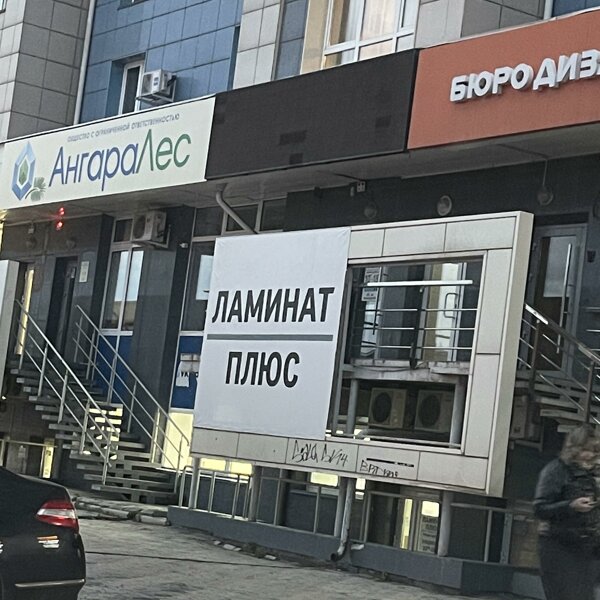 ОБЩЕСТВО С ОГРАНИЧЕННОЙ ОТВЕТСТВЕННОСТЬЮ
АнгараЛес
БЮРО ДИЗ
ЛАМИНАТ
ПЛЮС